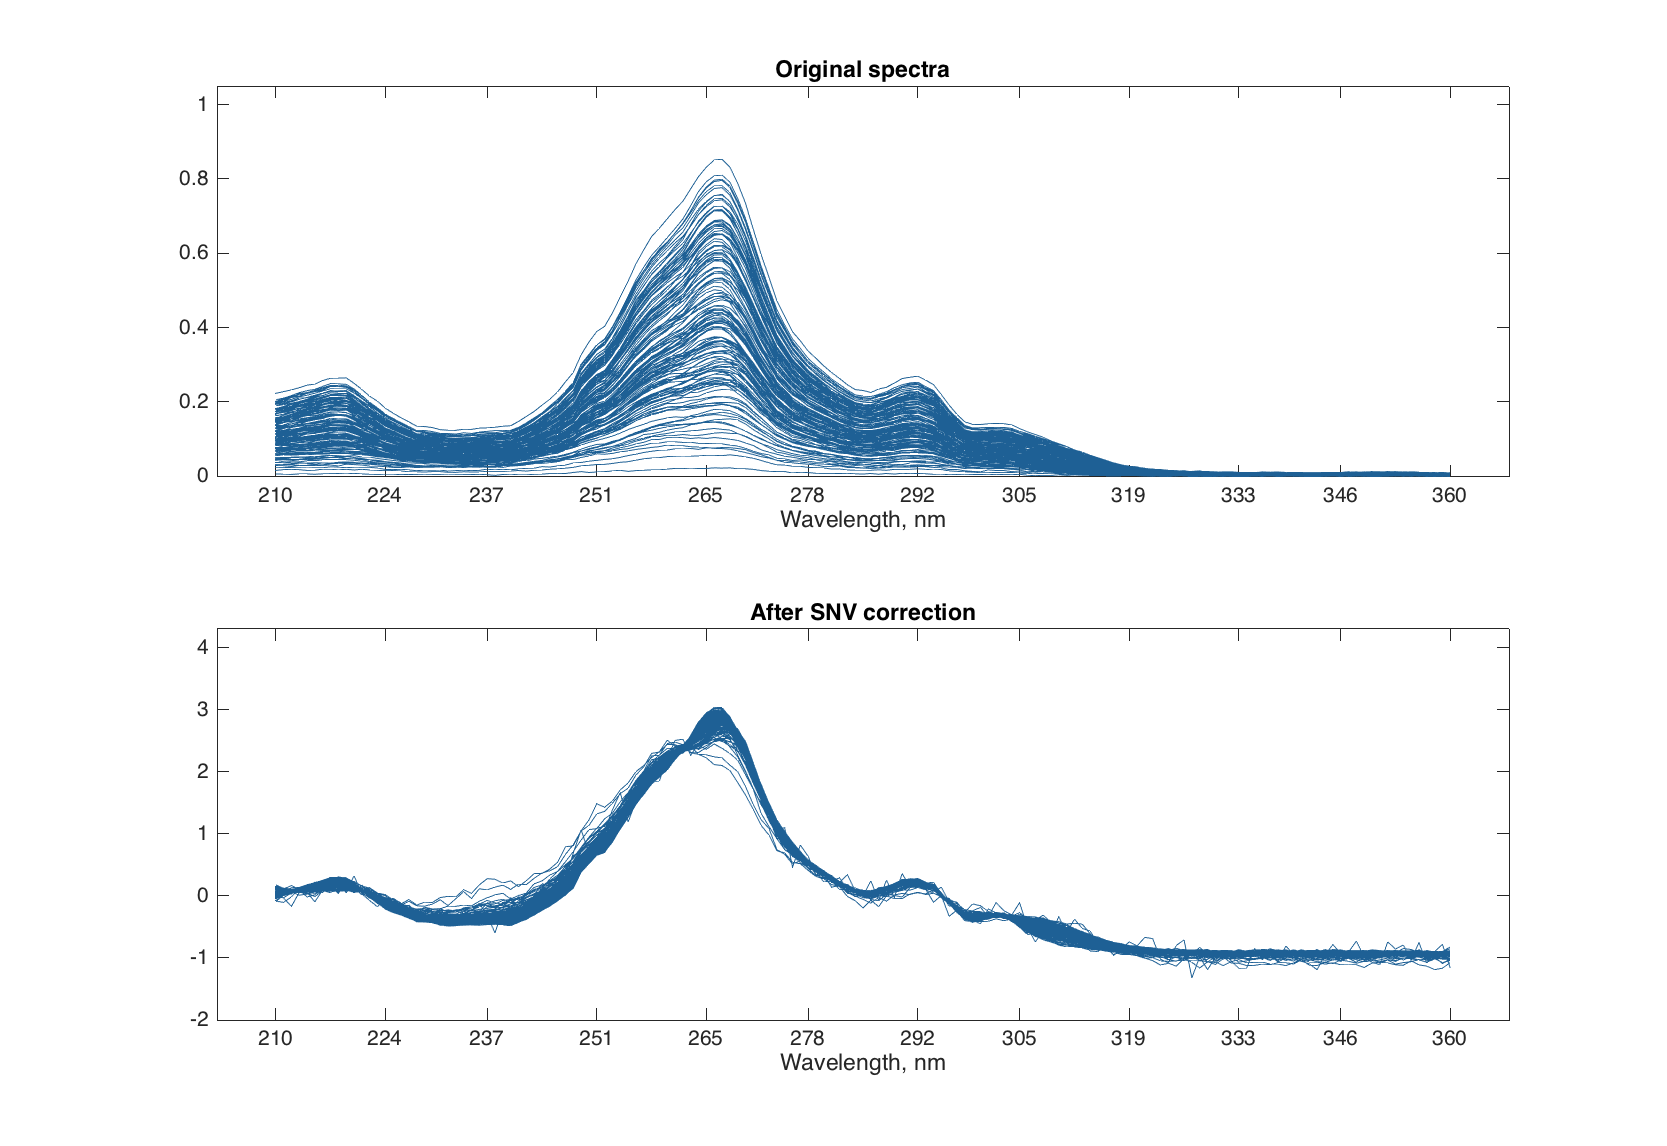 Original spectra
1
0.8
0.6
0.4
0.2
0
210 224 237 251 265 278 292 305 319 333 346 360
Wavelength, nm
After SNV correction
4
3
2
1
0
-1
-2
210 224 237 251 265 278 292 305 319 333 346 360
Wavelength, nm